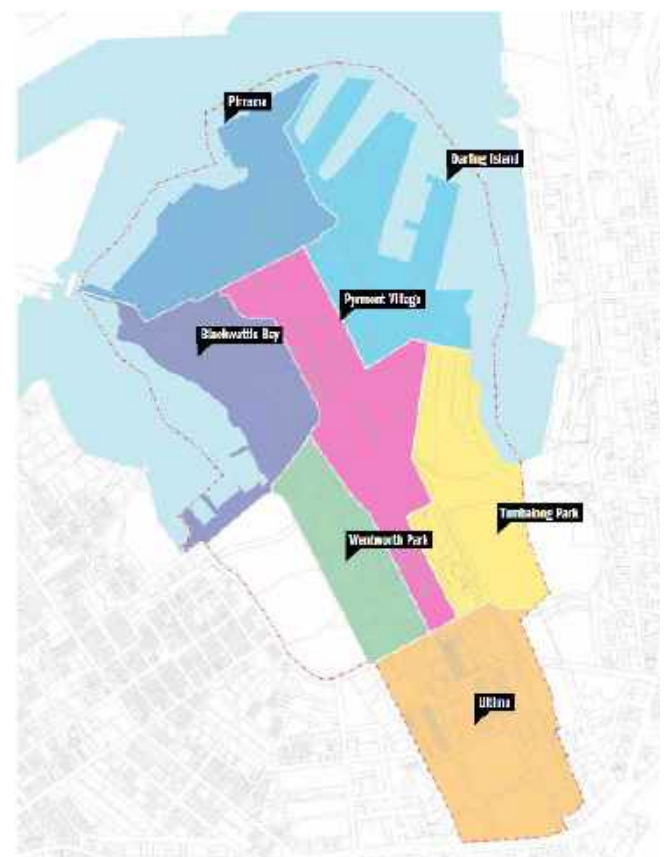 Pirrama
Darling Island
Pyrmont Village
Blackwattle Bay
Tumbalong Park
Wentworth Park
Ultimo